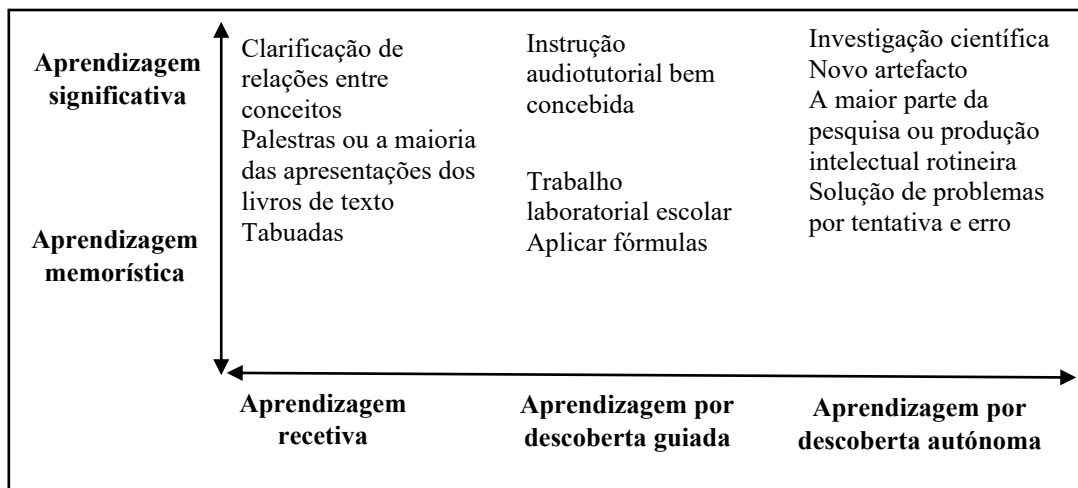 Aprendizagem
significativa
Aprendizagem
memorística
Clarificação de
relações entre
conceitos
Palestras ou a maioria
das apresentações dos
livros de texto
Tabuadas
Instrução
audiotutorial bem
concebida
Trabalho
laboratorial escolar
Aplicar fórmulas
Investigação científica
Novo artefacto
A maior parte da
pesquisa ou produção
intelectual rotineira
Solução de problemas
por tentativa e erro
Aprendizagem
recetiva
Aprendizagem por
descoberta guiada
Aprendizagem por
descoberta autónoma